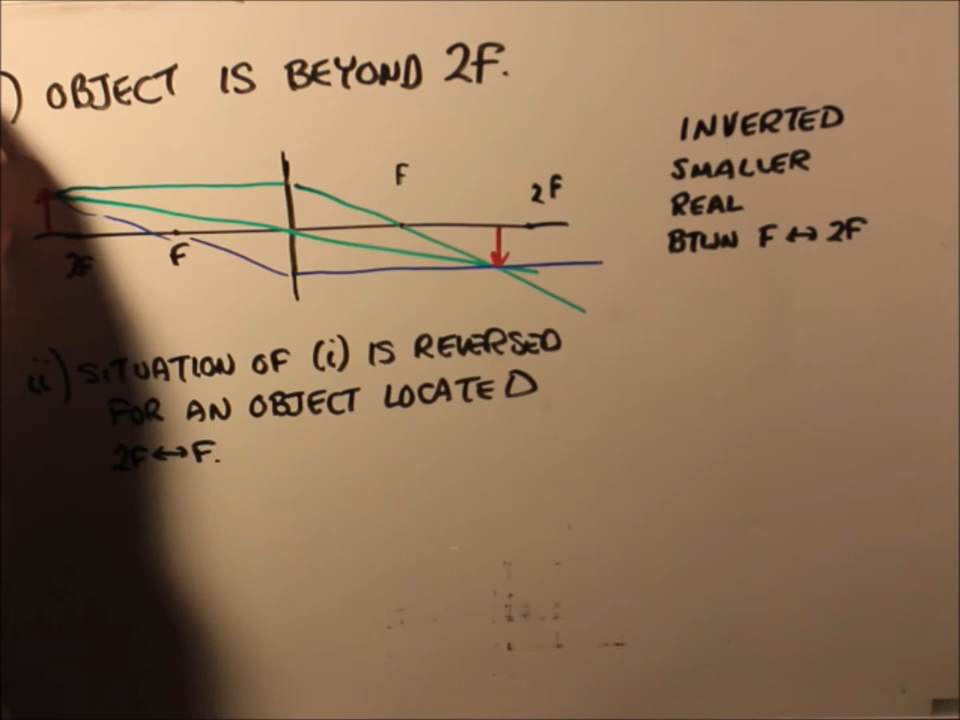 ) OBJECT IS BEYOND 2F.
INVERTED
SMALLER
REAL
BTWN F ↔ 2F
F
2F
2F
F
ii) SITUATION OF (i) IS REVERSED
FOR AN OBJECT LOCATED
2F ↔ F.